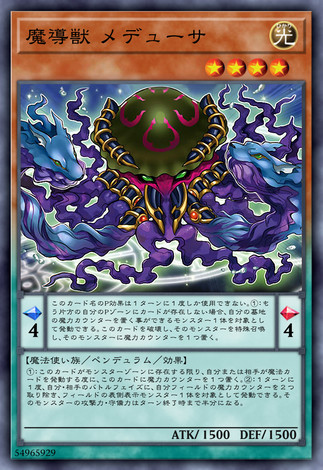 魔導獣 メデューサ
光
このカード名のP効果は1ターンに1度しか使用できない。①:も
う片方の自分のPゾーンにカードが存在しない場合、自分の墓地
の魔力カウンターを置く事ができるモンスター1体を対象とし
て発動できる。このカードを破壊し、そのモンスターを特殊召喚
し、そのモンスターに魔力カウンターを1つ置く。
4
4
【魔法使い族/ペンデュラム/効果】
①:このカードがモンスターゾーンに存在する限り、自分または相手が魔法カ
ードを発動する度に、このカードに魔力カウンターを1つ置く。②:1ターンに
1度、自分・相手のバトルフェイズに、自分フィールドの魔力カウンターを2つ
取り除き、フィールドの表側表示モンスター1体を対象として発動できる。そ
のモンスターの攻撃力・守備力はターン終了時まで半分になる。
ATK/1500 DEF/1500
54965929